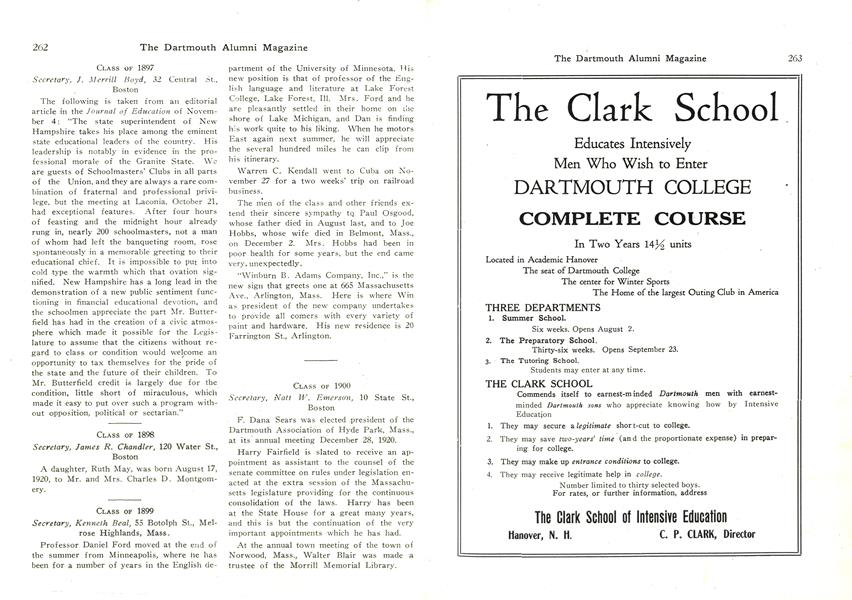 262
The Dartmouth Alumni Magazine
CLASS OF 1897
Secretary, J. Merrill Boyd, 32 Central St.,
Boston
The following is taken from an editorial
article in the Journal of Education of Novem-
ber 4: "The state superintendent of New
Hampshire takes his place among the eminent
state educational leaders of the country. His
leadership is notably in evidence in the pro-
fessional morale of the Granite State. We
are guests of Schoolmasters' Clubs in all parts
of the Union, and they are always a rare com-
bination of fraternal and professional privi-
lege, but the meeting at Laconia, October 21,
had exceptional features. After four hours
of feasting and the midnight hour already
rung in, nearly 200 schoolmasters, not a man
of whom had left the banqueting room, rose
spontaneously in a memorable greeting to their
educational chief. It is impossible to put into
cold type the warmth which that ovation sig-
nified. New Hampshire has a long lead in the
demonstration of a new public sentiment func-
tioning in financial educational devotion, and
the schoolmen appreciate the part Mr. Butter-
field has had in the creation of a civic atmos-
phere which made it possible for the Legis-
lature to assume that the citizens without re-
gard to class or condition would welcome an
opportunity to tax themselves for the pride of
the state and the future of their children. To
Mr. Butterfield credit is largely due for the
condition, little short of miraculous, which
made it easy to put over such a program with-
out opposition, political or sectarian."
CLASS OF 1898
Secretary, James R. Chandler, 120 Water St.,
Boston
A daughter, Ruth May, was born August 17,
1920, to Mr. and Mrs. Charles D. Montgom-
ery.
CLASS OF 1899
Secretary, Kenneth Beal, 55 Botolph St., Mel-
rose Highlands, Mass.
Professor Daniel Ford moved at the end of
the summer from Minneapolis, where he has
been for a number of years in the English de-
partment of the University of Minnesota. His
new position is that of professor of the Eng-
lish language and literature at Lake Forest
College, Lake Forest, Ill. Mrs. Ford and he
are pleasantly settled in their home on the
shore of Lake Michigan, and Dan is finding
his work quite to his liking. When he motors
East again next summer, he will appreciate
the several hundred miles he can clip from
his itinerary.
Warren C. Kendall went to Cuba on No-
vember 27 for a two weeks' trip on railroad
business.
The men of the class and other friends ex-
tend their sincere sympathy to Paul Osgood,
whose father died in August last, and to Joe
Hobbs, whose wife died in Belmont, Mass.,
on December 2. Mrs. Hobbs had been in
poor health for some years, but the end came
very unexpectedly.
"Winburn B. Adams Company, Inc.," is the
new sign that greets one at 665 Massachusetts
Ave., Arlington, Mass. Here is where Win
as president of the new company undertakes
to provide all comers with every variety of
paint and hardware. His new residence is 20
Farrington St., Arlington.
CLASS OF 1900
Secretary, Natt W. Emerson, 10 State St.,
Boston
F. Dana Sears was elected president of the
Dartmouth Association of Hyde Park, Mass.,
at its annual meeting December 28, 1920.
Harry Fairfield is slated to receive an ap-
pointment as assistant to the counsel of the
senate committee on rules under legislation en-
acted at the extra session of the Massachu-
setts legislature providing for the continuous
consolidation of the laws. Harry has been
at the State House for a great many years,
and this is but the continuation of the very
important appointments which he has had.
At the annual town meeting of the town of
Norwood, Mass., Walter Blair was made a
trustee of the Morrill Memorial Library.
The Dartmouth Alumni Magazine
263
The Clark School
Educates Intensively
Men Who Wish to Enter
DARTMOUTH COLLEGE
COMPLETE COURSE
In Two Years 14½ units
Located in Academic Hanover
The seat of Dartmouth College
The center for Winter Sports
The Home of the largest Outing Club in America
THREE DEPARTMENTS
1. Summer School.
Six weeks. Opens August 2.
2. The Preparatory School.
Thirty-six weeks. Opens September 23.
3. The Tutoring School.
Students may enter at any time.
THE CLARK SCHOOL
Commends itself to earnest-minded Dartmouth men with earnest-
minded Dartmouth sons who appreciate knowing how by Intensive
Education
1. They may secure a legitimate short-cut to college.
2. They may save two-years' time (and the proportionate expense) in prepar-
ing for college.
3. They may make up entrance conditions to college.
4. They may receive legitimate help in college.
Number limited to thirty selected boys.
For rates, or further information, address
The Clark School of Intensive Education
Hanover, N. H.
C. P. CLARK, Director